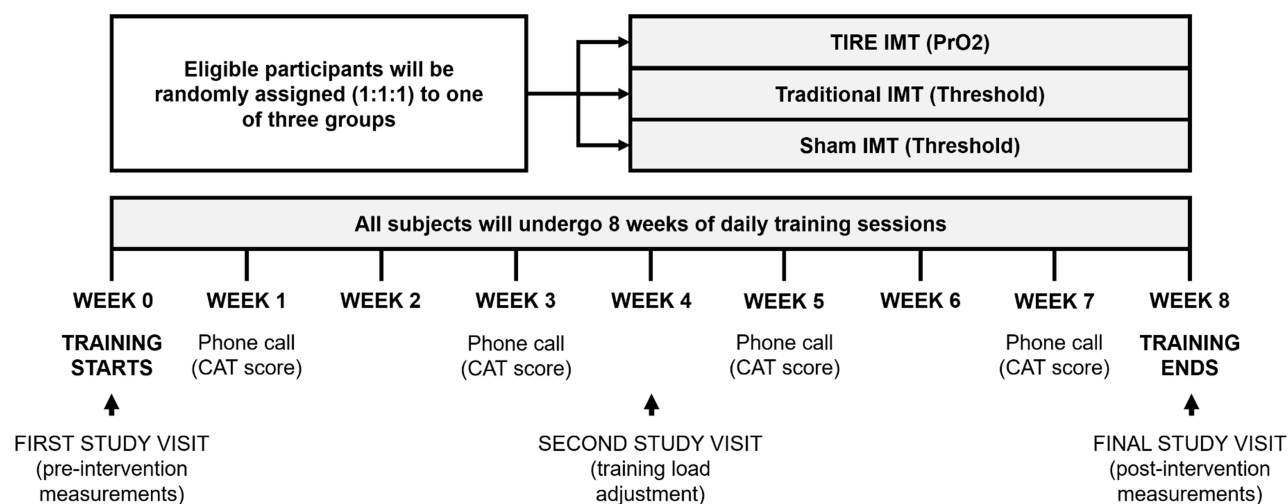 Eligible participants will be
randomly assigned (1:1:1) to one
of three groups
TIRE IMT (PrO2)
Traditional IMT (Threshold)
Sham IMT (Threshold)
All subjects will undergo 8 weeks of daily training sessions
WEEK 0
WEEK 1
WEEK 2
WEEK 3
WEEK 4
WEEK 5
WEEK 6
WEEK 7
WEEK 8
TRAINING
STARTS
Phone call
(CAT score)
Phone call
(CAT score)
Phone call
(CAT score)
Phone call
(CAT score)
TRAINING
ENDS
FIRST STUDY VISIT
(pre-intervention
measurements)
SECOND STUDY VISIT
(training load
adjustment)
FINAL STUDY VISIT
(post-intervention
measurements)